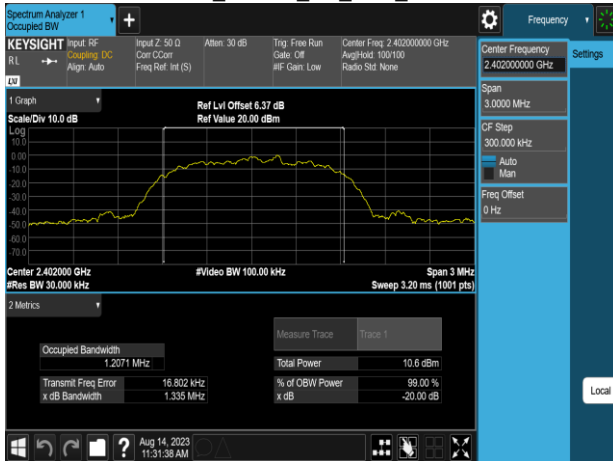 Spectrum Analyzer 1
Occupied BW
Frequency
KEYSIGHT
RL
LXI
Input: RF
Coupling: DC
Align: Auto
Input Z: 50 Ω
Corr CCorr
Freq Ref: Int (S)
Atten: 30 dB
Trig: Free Run
Gate: Off
#IF Gain: Low
Center Freq: 2.402000000 GHz
Avg|Hold: 100/100
Radio Std: None
Center Frequency
2.402000000 GHz
Settings
Span
3.0000 MHz
CF Step
300.000 kHz
Auto
Man
Freq Offset
0 Hz
1 Graph
Scale/Div 10.0 dB
Ref Lvl Offset 6.37 dB
Ref Value 20.00 dBm
Log
10.0
0.00
-10.0
-20.0
-30.0
-40.0
-50.0
-60.0
-70.0
Center 2.402000 GHz
#Res BW 30.000 kHz
#Video BW 100.00 kHz
Span 3 MHz
Sweep 3.20 ms (1001 pts)
2 Metrics
Measure Trace
Trace 1
Occupied Bandwidth
1.2071 MHz
Total Power
10.6 dBm
Transmit Freq Error
16.802 kHz
% of OBW Power
99.00 %
x dB Bandwidth
1.335 MHz
x dB
-20.00 dB
Local
?
Aug 14, 2023
11:31:38 AM